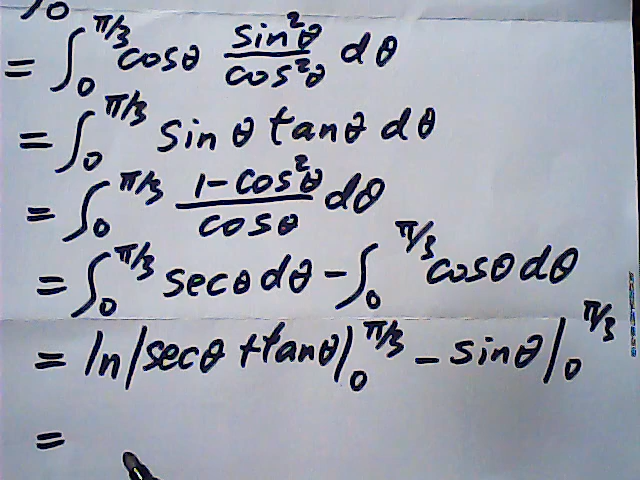 = ∫₀^π/3 cosθ sin²θ/cos²θ dθ
= ∫₀^π/3 sin θ tanθ dθ
= ∫₀^π/3 1-cos²θ/cosθ dθ
= ∫₀^π/3 secθ dθ - ∫₀^π/3 cosθ dθ
= ln|secθ +tanθ|₀^π/3 - sinθ|₀^π/3
=